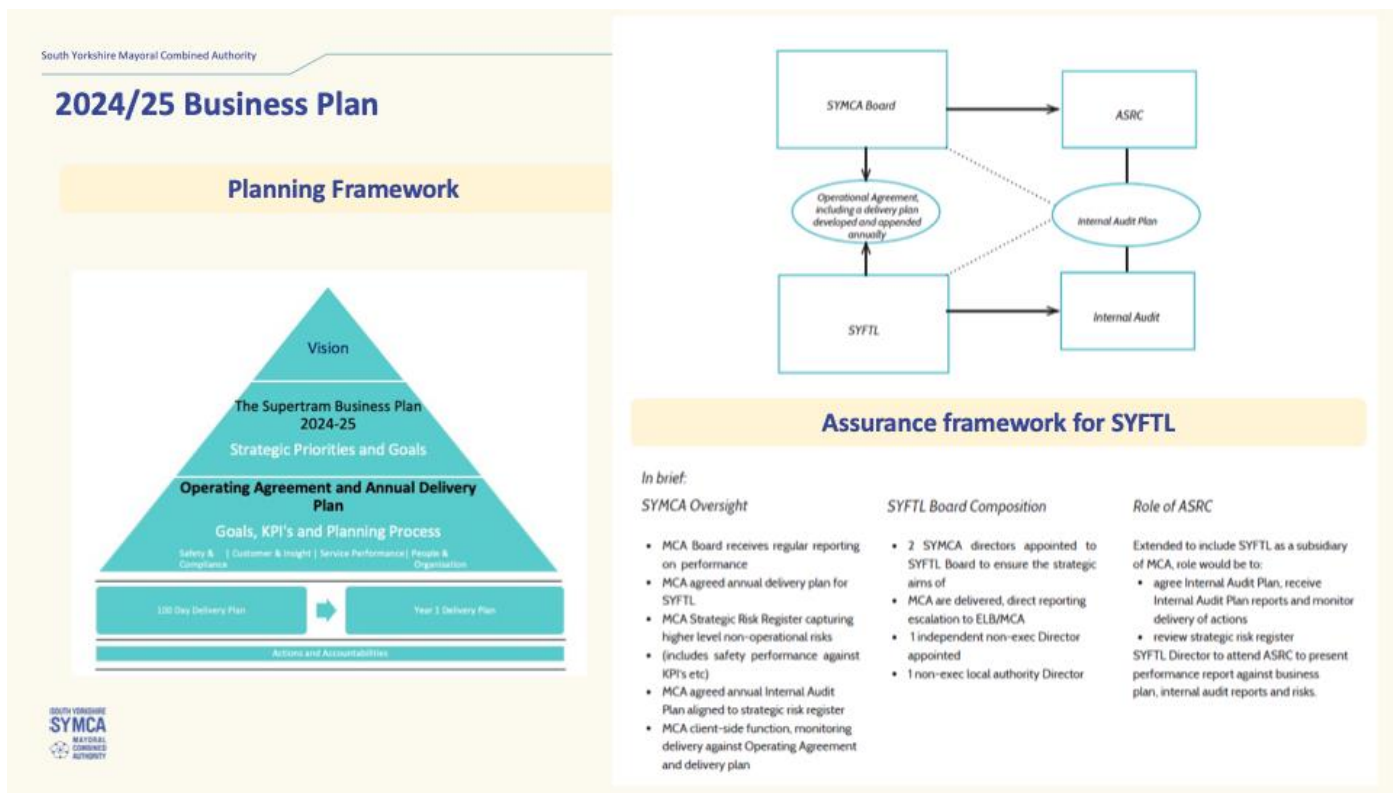 South Yorkshire Mayoral Combined Authority
2024/25 Business Plan
Planning Framework
Vision
The Supertram Business Plan
2024-25
Strategic Priorities and Goals
Operating Agreement and Annual Delivery
Plan
Goals, KPI's and Planning Process
Safety & | Customer & Insight | Service Performance| People &
Compliance Organisation
100 Day Delivery Plan
Year 1 Delivery Plan
Actions and Accountabilities
SOUTH YORKSHIRE
SYMCA
MAYORAL
COMBINED
AUTHORITY
SYMCA Board
ASRC
Operational Agreement,
including a delivery plan
developed and appended
annually
Internal Audit Plan
SYFTL
Internal Audit
Assurance framework for SYFTL
In brief:
SYMCA Oversight
• MCA Board receives regular reporting
on performance
• MCA agreed annual delivery plan for
SYFTL
• MCA Strategic Risk Register capturing
higher level non-operational risks
• (includes safety performance against
KPI's etc)
• MCA agreed annual Internal Audit
Plan aligned to strategic risk register
• MCA client-side function, monitoring
delivery against Operating Agreement
and delivery plan
SYFTL Board Composition
• 2 SYMCA directors appointed to
SYFTL Board to ensure the strategic
aims of
• MCA are delivered, direct reporting
escalation to ELB/MCA
• 1 independent non-exec Director
appointed
• 1 non-exec local authority Director
Role of ASRC
Extended to include SYFTL as a subsidiary
of MCA, role would be to:
• agree Internal Audit Plan, receive
Internal Audit Plan reports and monitor
delivery of actions
• review strategic risk register
SYFTL Director to attend ASRC to present
performance report against business
plan, internal audit reports and risks.